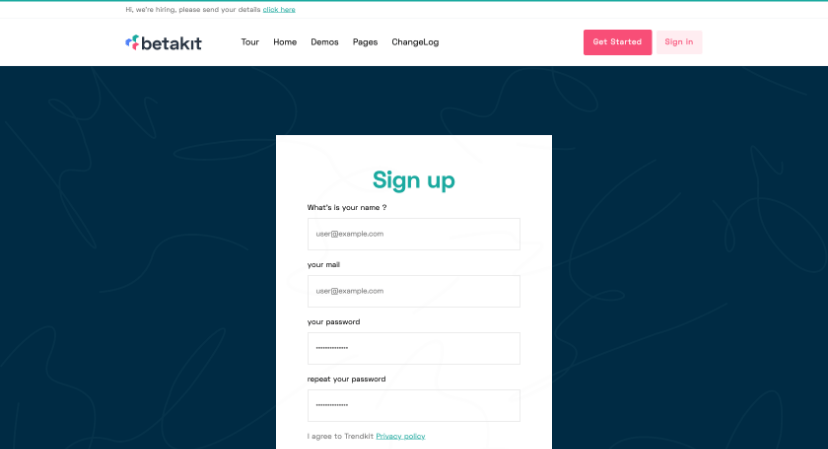 Hi, we're hiring, please send your details click here
betakit Tour Home Demos Pages ChangeLog Get Started Sign in
Sign up
What's is your name ?
user@example.com
your mail
user@example.com
your password
repeat your password
I agree to Trendkit Privacy policy